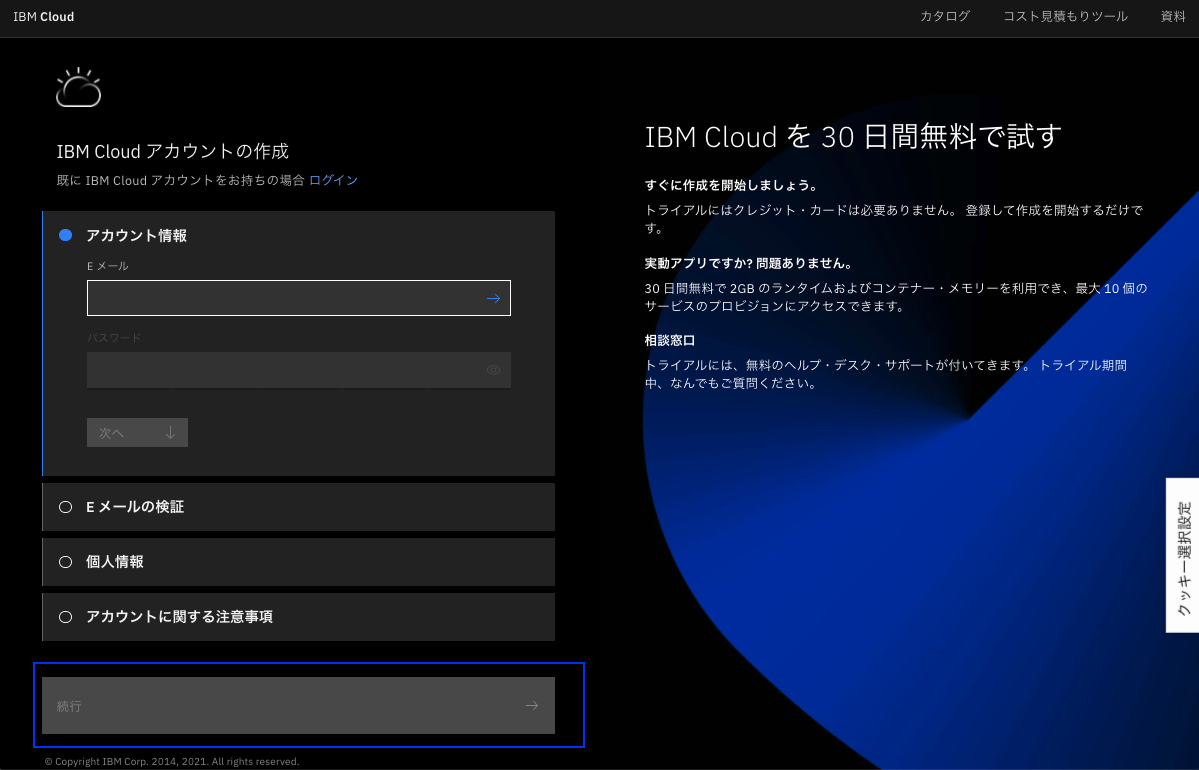 IBM Cloud
カタログ
コスト見積もりツール
資料
IBM Cloud アカウントの作成
既に IBM Cloud アカウントをお持ちの場合 ログイン
アカウント情報
E メール
パスワード
次へ
E メールの検証
個人情報
アカウントに関する注意事項
続行
© Copyright IBM Corp. 2014, 2021. All rights reserved.
IBM Cloud を 30 日間無料で試す
すぐに作成を開始しましょう。
トライアルにはクレジット・カードは必要ありません。 登録して作成を開始するだけで
す。
実動アプリですか? 問題ありません。
30 日間無料で 2GB のランタイムおよびコンテナー・メモリーを利用でき、最大 10 個の
サービスのプロビジョンにアクセスできます。
相談窓口
トライアルには、無料のヘルプ・デスク・サポートが付いてきます。 トライアル期間
中、なんでもご質問ください。
クッキー選択設定